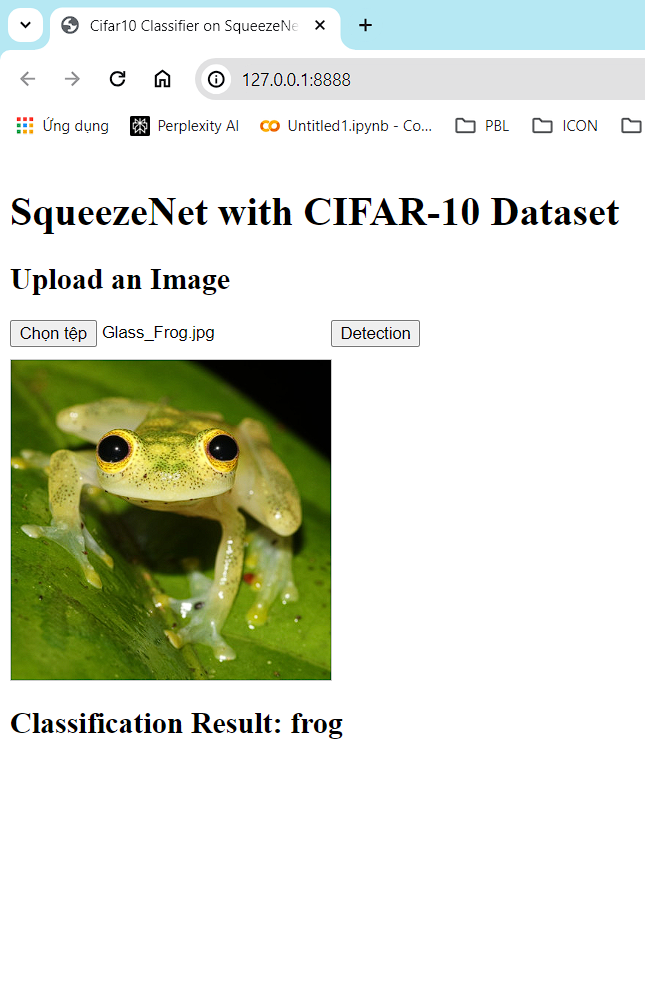 Cifar10 Classifier on SqueezeNe
127.0.0.1:8888
Ứng dụng Perplexity AI Untitled1.ipynb - Co... PBL ICON
SqueezeNet with CIFAR-10 Dataset
Upload an Image
Chọn tệp Glass_Frog.jpg Detection
Classification Result: frog